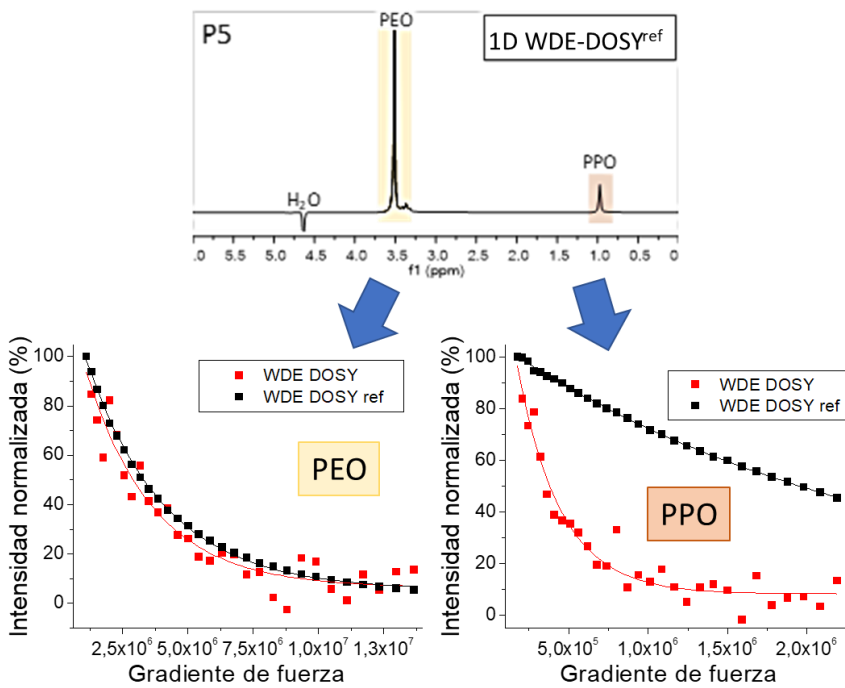 P5
PEO
1D WDE-DOSYref
H2O
PPO
.0 5.5 5.0 4.5 4.0 3.5 3.0 2.5 2.0 1.5 1.0 0.5 0
f1 (ppm)
Intensidad normalizada (%)
100
80
60
40
20
0
WDE DOSY
WDE DOSY ref
PEO
2,5x10^6 5,0x10^6 7,5x10^6 1,0x10^7 1,3x10^7
Gradiente de fuerza
Intensidad normalizada (%)
100
80
60
40
20
0
WDE DOSY
WDE DOSY ref
PPO
5,0x10^5 1,0x10^6 1,5x10^6 2,0x10^6
Gradiente de fuerza